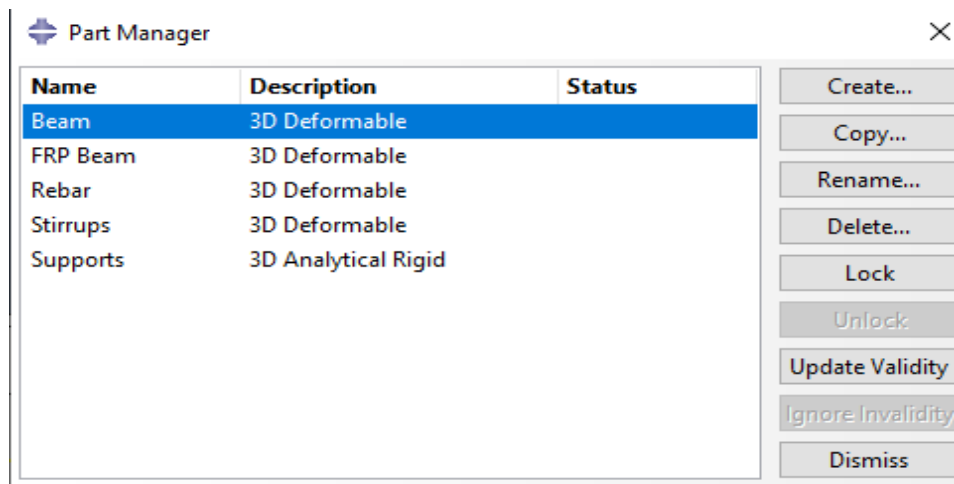 Part Manager
Name Description Status
Beam 3D Deformable
FRP Beam 3D Deformable
Rebar 3D Deformable
Stirrups 3D Deformable
Supports 3D Analytical Rigid
Create...
Copy...
Rename...
Delete...
Lock
Unlock
Update Validity
Ignore Invalidity
Dismiss